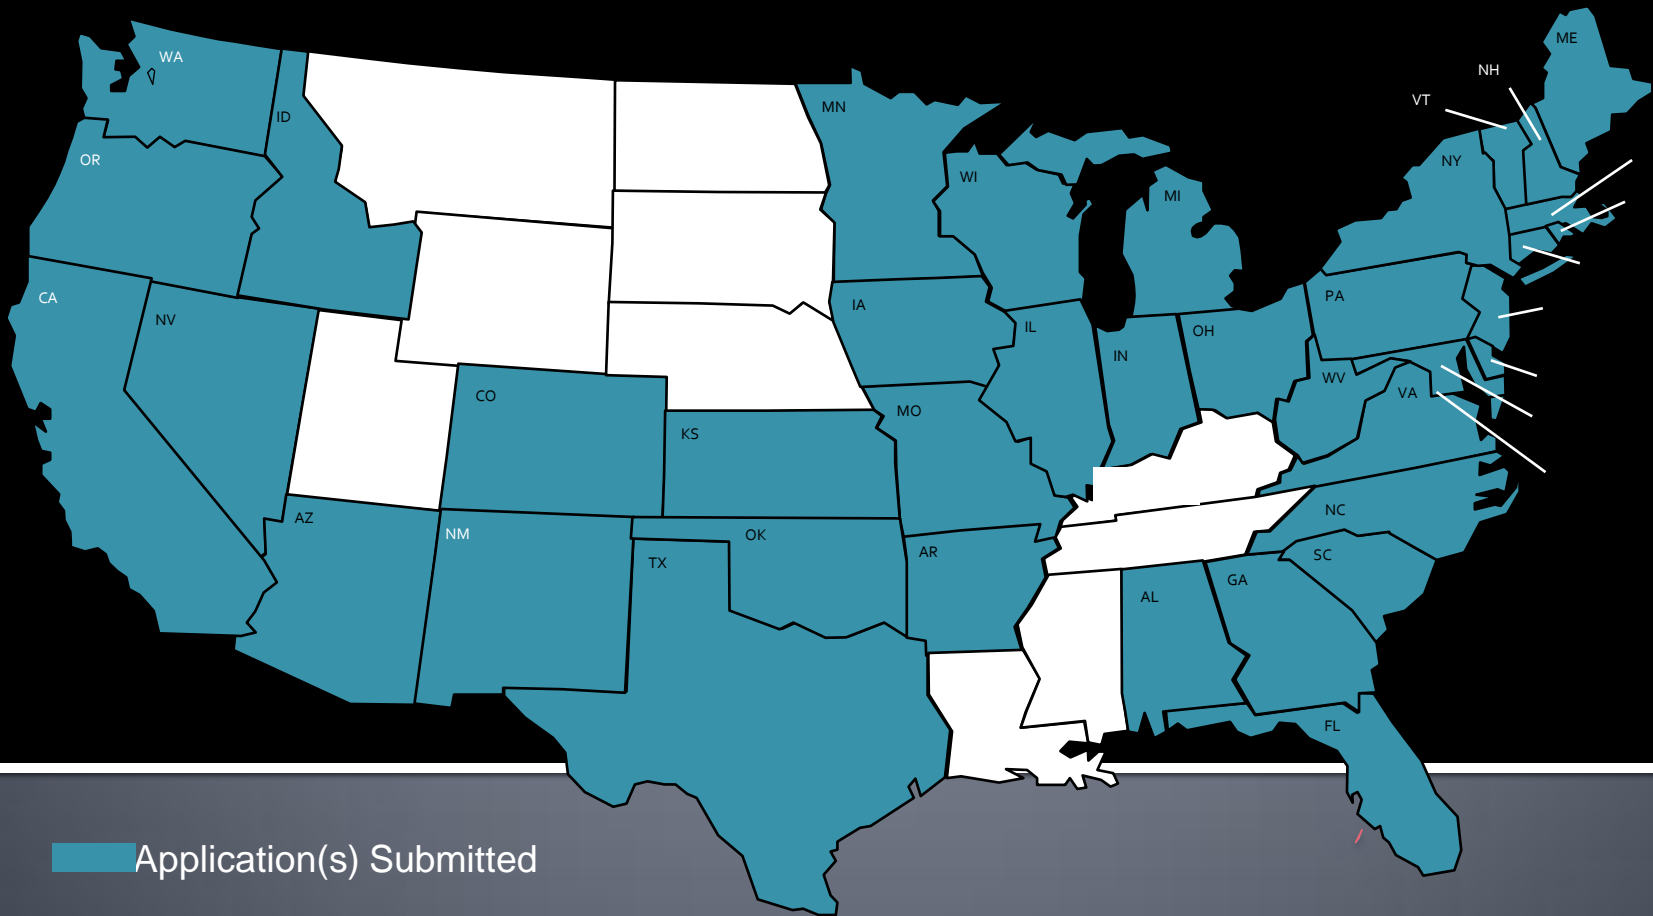 ME
WA
NH
VT
MN
ID
OR
NY
WI
MI
CA
PA
IA
NV
IL
OH
IN
WV
VA
CO
MO
KS
NC
AZ
NM
OK
AR
SC
TX
GA
AL
FL
Application(s) Submitted